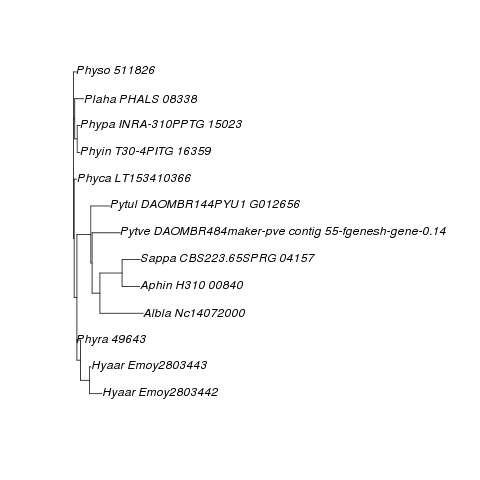 Physo 511826
Plaha PHALS 08338
Phypa INRA-310PPTG 15023
Phyin T30-4PITG 16359
Phyca LT153410366
Pytul DAOMBR144PYU1 G012656
Pytve DAOMBR484maker-pve contig 55-fgenesh-gene-0.14
Sappa CBS223.65SPRG 04157
Aphin H310 00840
Albla Nc14072000
Phyra 49643
Hyaar Emoy2803443
Hyaar Emoy2803442